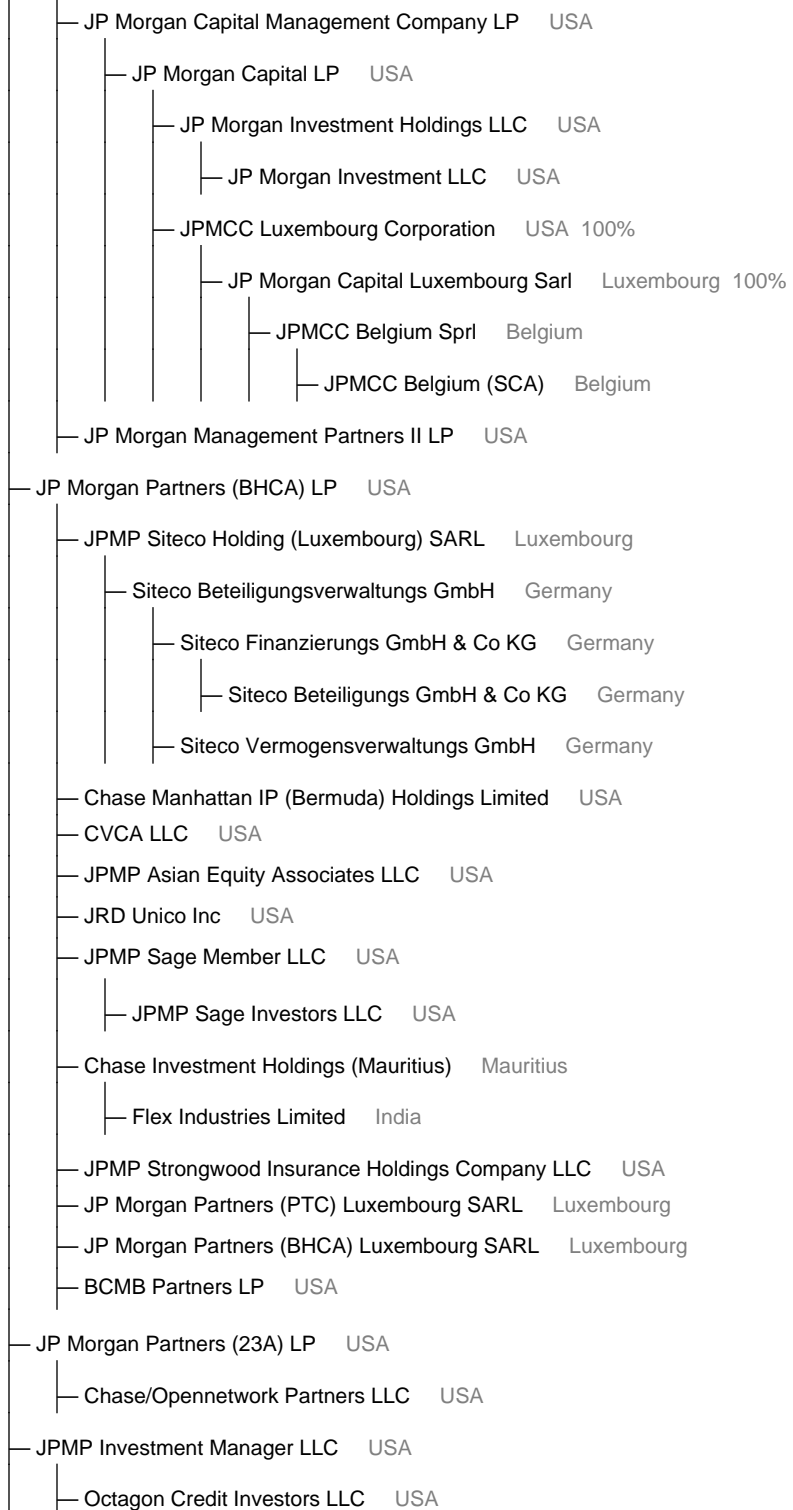 JP Morgan Capital Management Company LP USA
JP Morgan Capital LP USA
JP Morgan Investment Holdings LLC USA
JP Morgan Investment LLC USA
JPMCC Luxembourg Corporation USA 100%
JP Morgan Capital Luxembourg Sarl Luxembourg 100%
JPMCC Belgium Sprl Belgium
JPMCC Belgium (SCA) Belgium
JP Morgan Management Partners II LP USA
JP Morgan Partners (BHCA) LP USA
JPMP Siteco Holding (Luxembourg) SARL Luxembourg
Siteco Beteiligungsverwaltungs GmbH Germany
Siteco Finanzierungs GmbH & Co KG Germany
Siteco Beteiligungs GmbH & Co KG Germany
Siteco Vermogensverwaltungs GmbH Germany
Chase Manhattan IP (Bermuda) Holdings Limited USA
CVCA LLC USA
JPMP Asian Equity Associates LLC USA
JRD Unico Inc USA
JPMP Sage Member LLC USA
JPMP Sage Investors LLC USA
Chase Investment Holdings (Mauritius) Mauritius
Flex Industries Limited India
JPMP Strongwood Insurance Holdings Company LLC USA
JP Morgan Partners (PTC) Luxembourg SARL Luxembourg
JP Morgan Partners (BHCA) Luxembourg SARL Luxembourg
BCMB Partners LP USA
JP Morgan Partners (23A) LP USA
Chase/Opennetwork Partners LLC USA
JPMP Investment Manager LLC USA
Octagon Credit Investors LLC USA